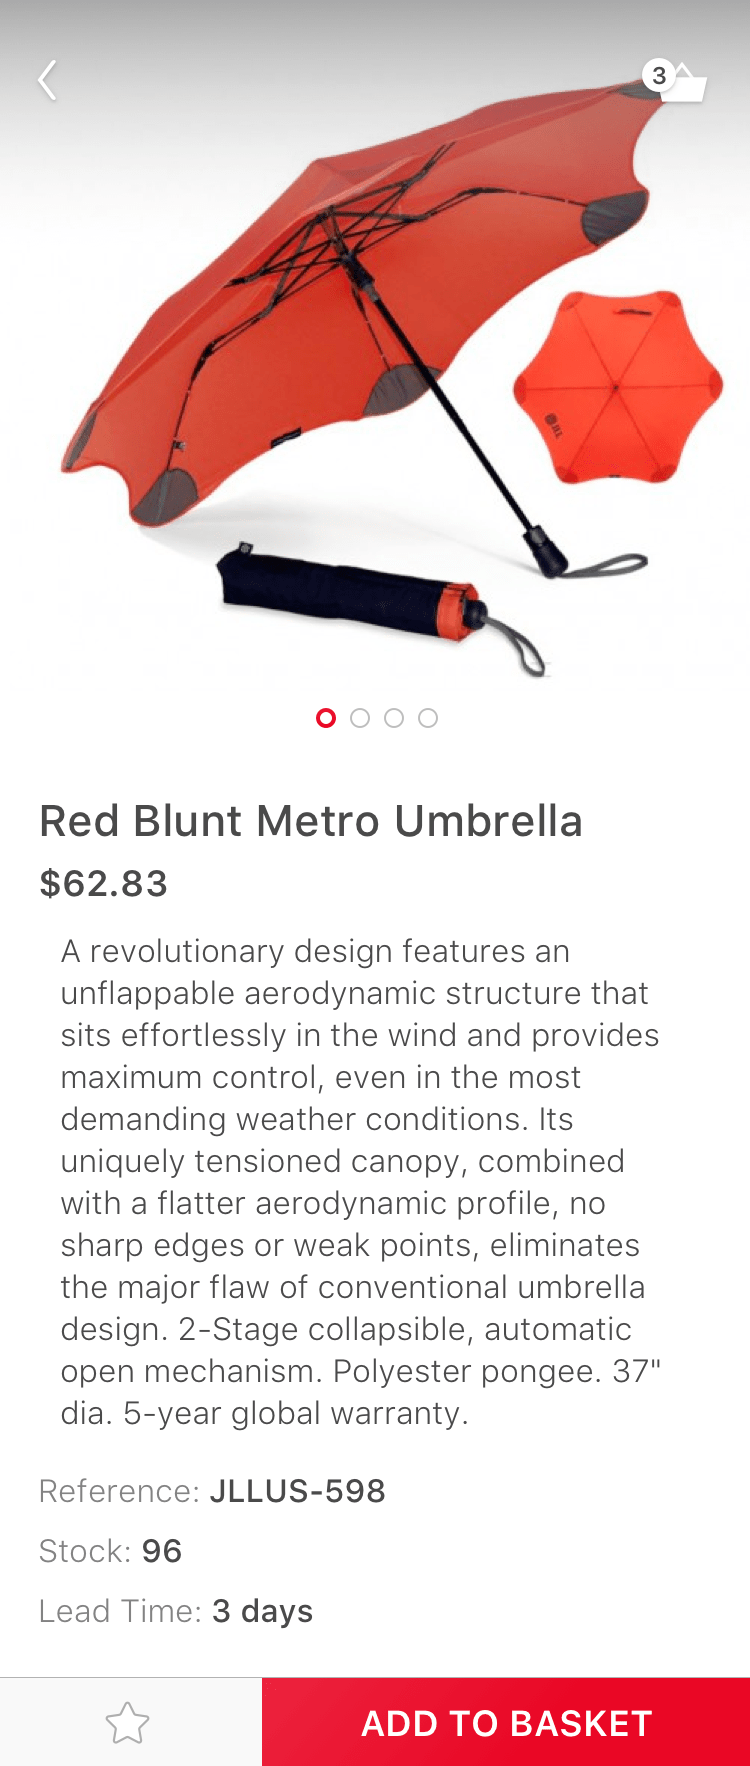 3
JLL
Red Blunt Metro Umbrella
$62.83
A revolutionary design features an
unflappable aerodynamic structure that
sits effortlessly in the wind and provides
maximum control, even in the most
demanding weather conditions. Its
uniquely tensioned canopy, combined
with a flatter aerodynamic profile, no
sharp edges or weak points, eliminates
the major flaw of conventional umbrella
design. 2-Stage collapsible, automatic
open mechanism. Polyester pongee. 37"
dia. 5-year global warranty.
Reference: JLLUS-598
Stock: 96
Lead Time: 3 days
ADD TO BASKET